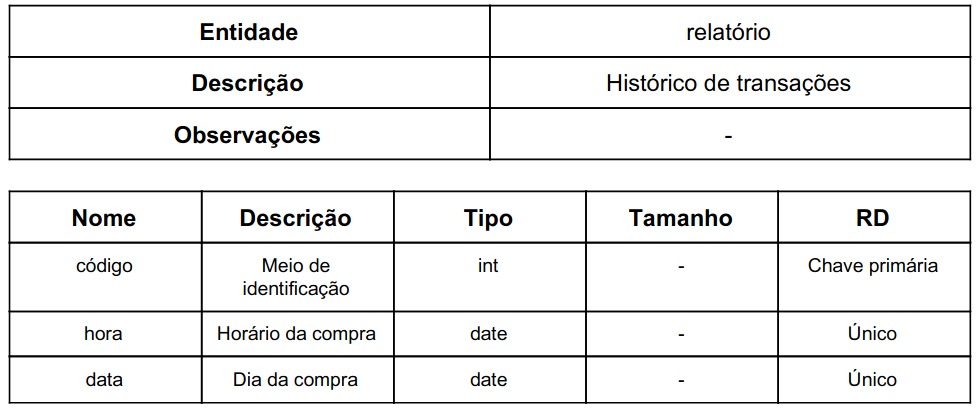 Entidade relatório
Descrição Histórico de transações
Observações -
Nome Descrição Tipo Tamanho RD
código Meio de identificação int - Chave primária
hora Horário da compra date - Único
data Dia da compra date - Único